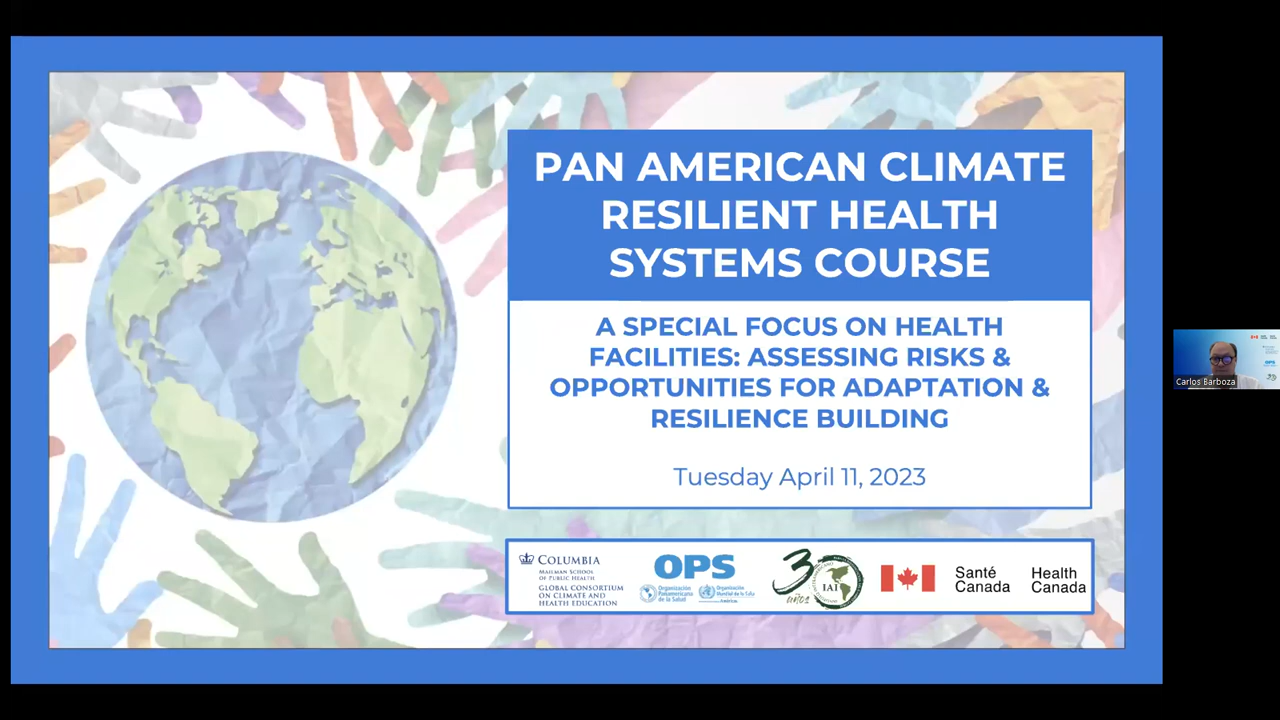 PAN AMERICAN CLIMATE
RESILIENT HEALTH
SYSTEMS COURSE
A SPECIAL FOCUS ON HEALTH
FACILITIES: ASSESSING RISKS &
OPPORTUNITIES FOR ADAPTATION &
RESILIENCE BUILDING
Tuesday April 11, 2023
COLUMBIA
MAILMAN SCHOOL
OF PUBLIC HEALTH
GLOBAL CONSORTIUM
ON CLIMATE AND
HEALTH EDUCATION
OPS
Organización
Panamericana
de la Salud
Organización
Mundial de la Salud
Américas
30
años
IAI
Santé
Canada
Health
Canada
Carlos Barboza
OPS